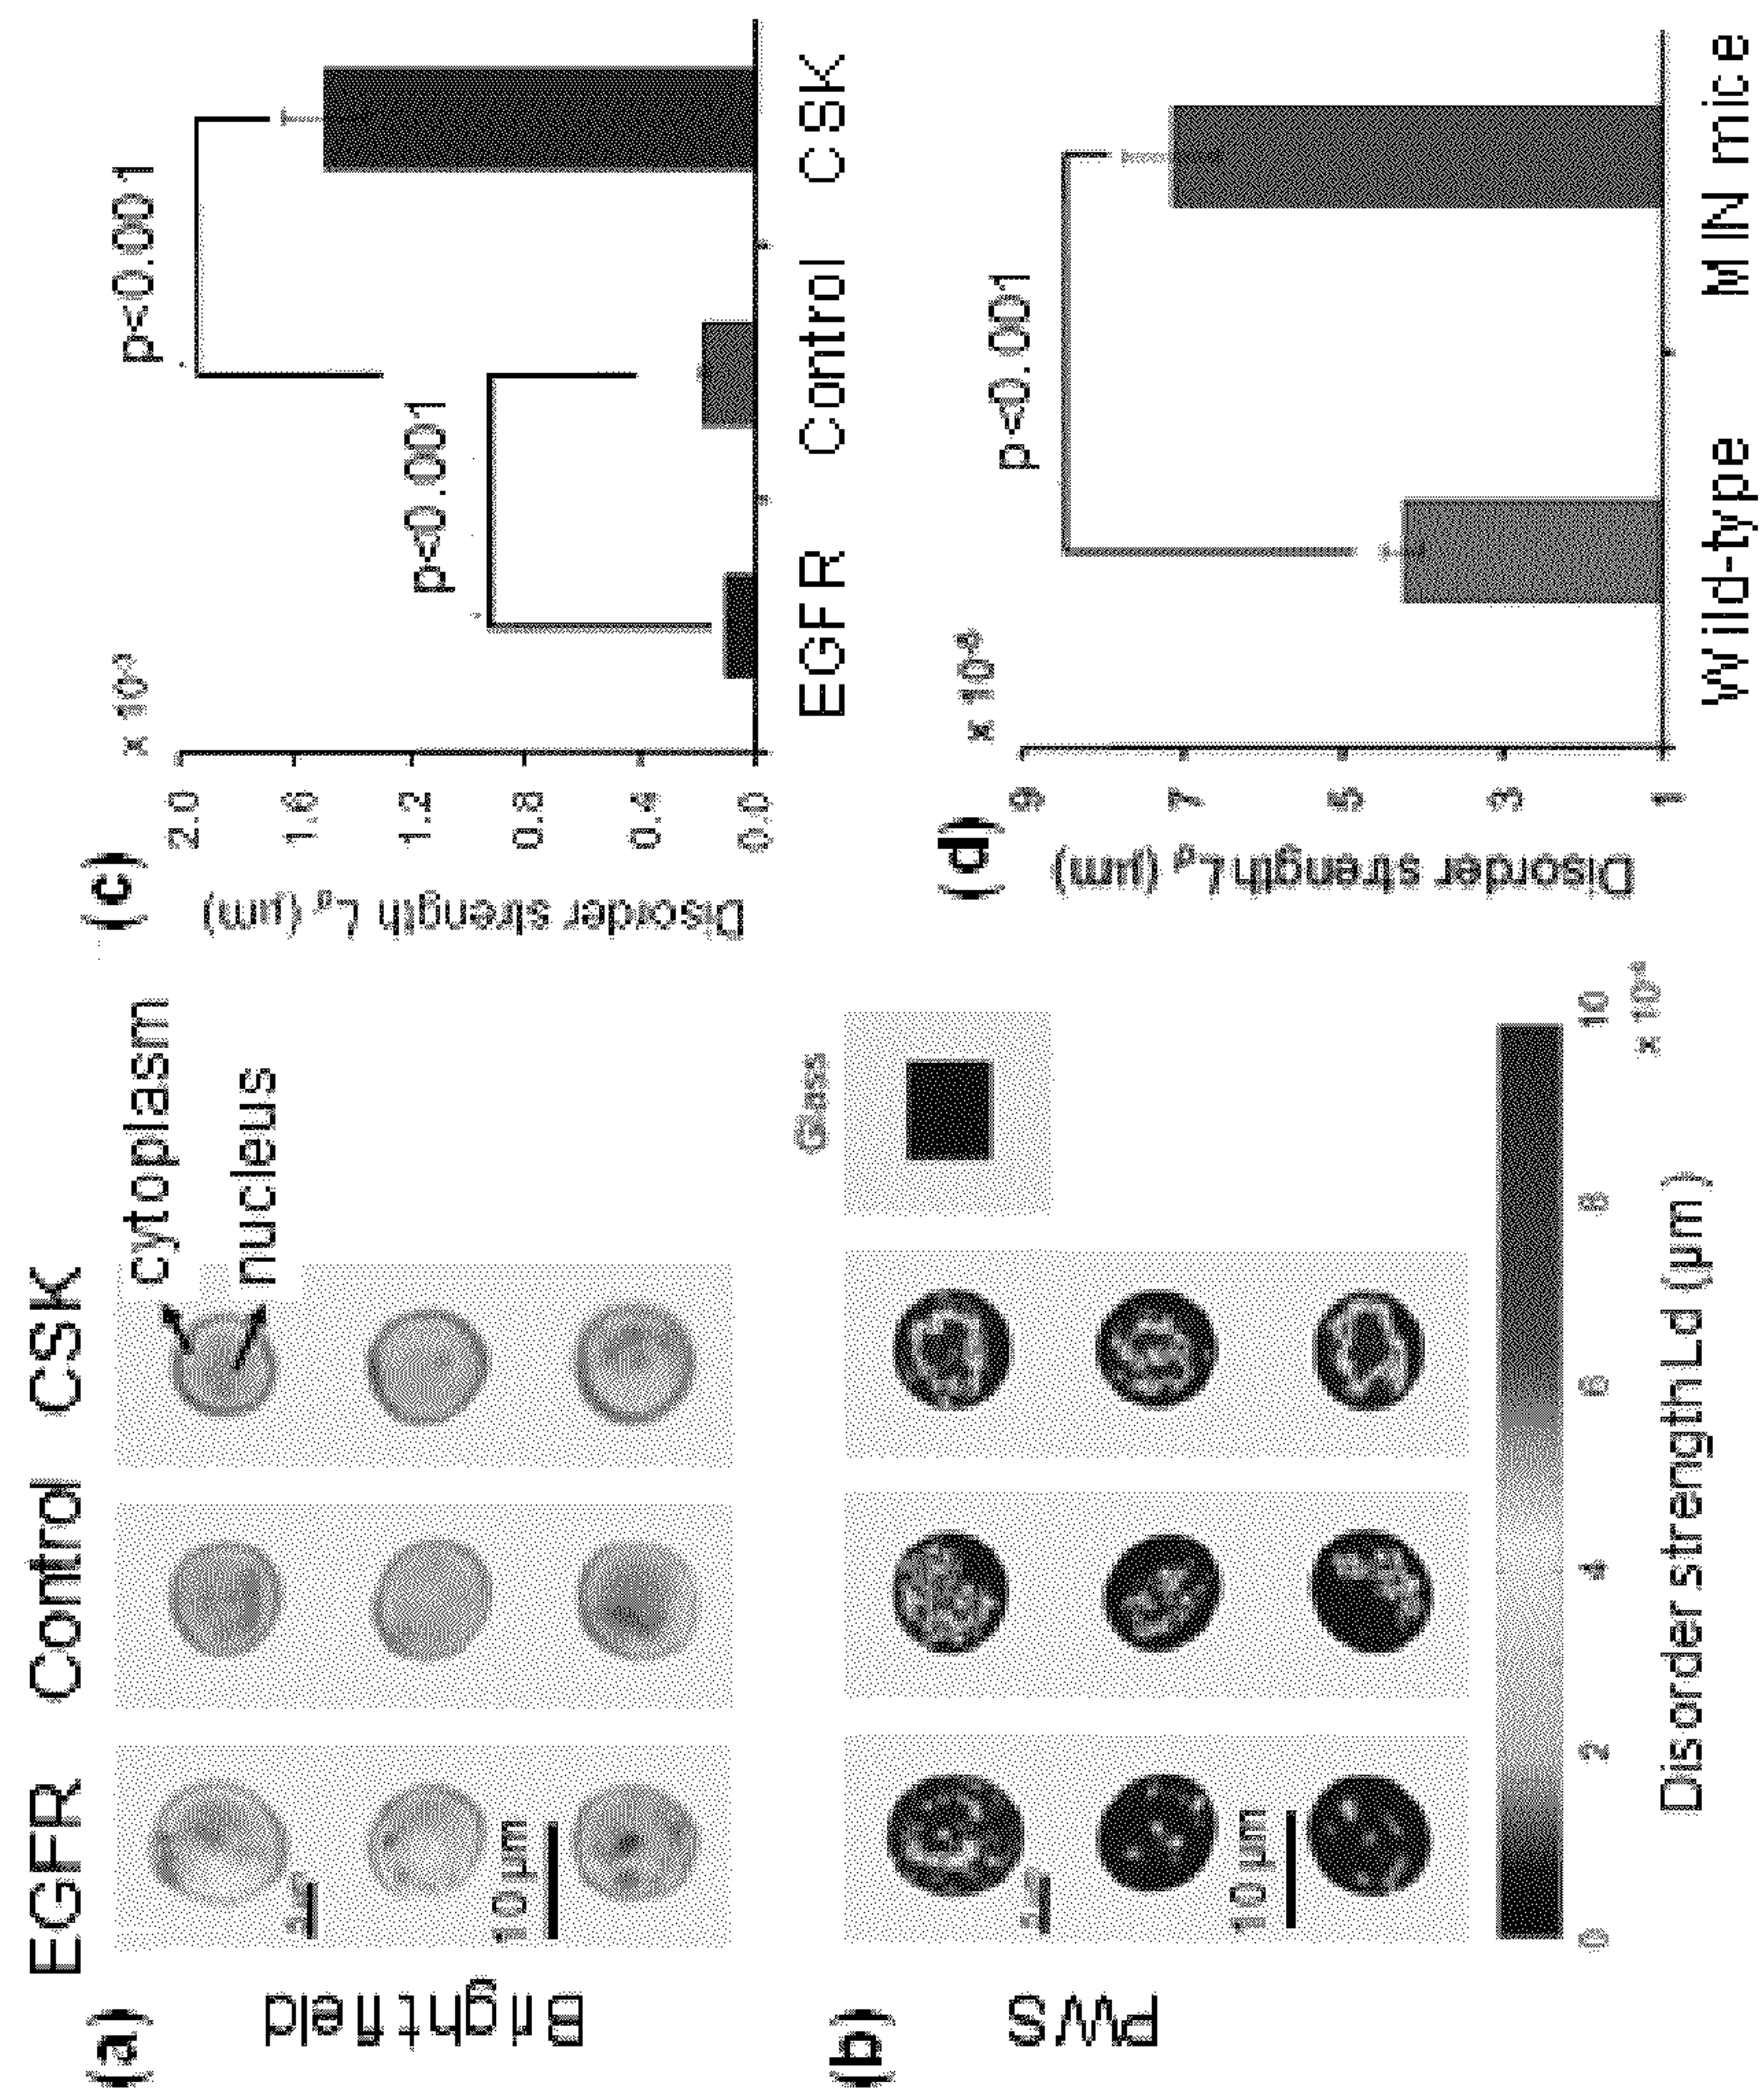 (a)
EGFR Control CSK
Bright field
cytoplasm
nucleus
10 µm
(b)
PWS
Glass
10 µm
0 2 4 6 8 10
Disorder strength Ld (µm)
(c)
2.0
1.6
1.2
0.8
0.4
0.0
Disorder strength Ld (µm)
p<0.001
p<0.001
EGFR Control CSK
(d)
9
7
5
3
1
Disorder strength Ld (µm)
p<0.001
Wild-type MIN mice